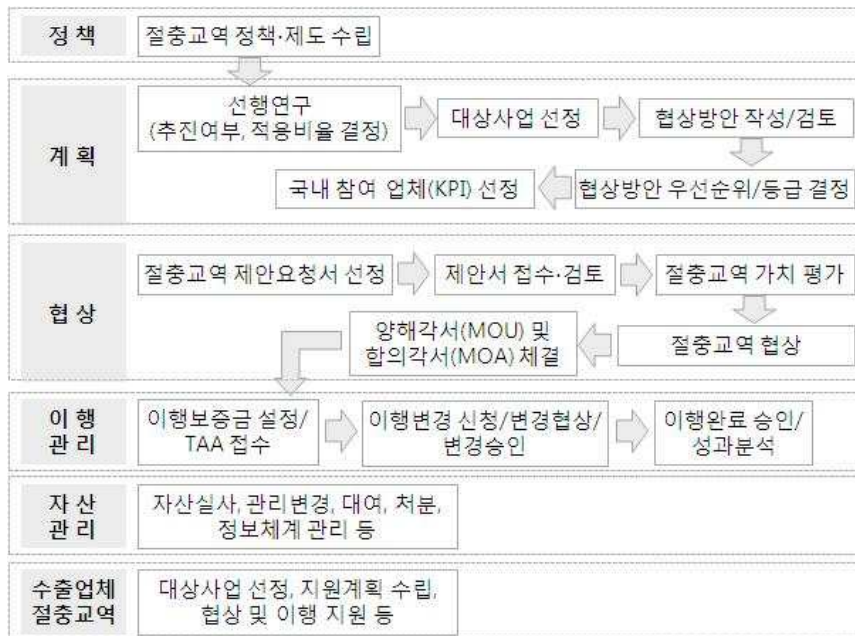 정 책
절충교역 정책·제도 수립
계 획
선행연구
(추진여부, 적용비율 결정)
대상사업 선정
협상방안 작성/검토
협상방안 우선순위/등급 결정
국내 참여 업체(KPI) 선정
협 상
절충교역 제안요청서 선정
제안서 접수·검토
절충교역 가치 평가
절충교역 협상
양해각서(MOU) 및
합의각서(MOA) 체결
이 행
관 리
이행보증금 설정/
TAA 접수
이행변경 신청/변경협상/
변경승인
이행완료 승인/
성과분석
자 산
관 리
자산실사, 관리변경, 대여, 처분,
정보체계 관리 등
수출업체
절충교역
대상사업 선정, 지원계획 수립,
협상 및 이행 지원 등